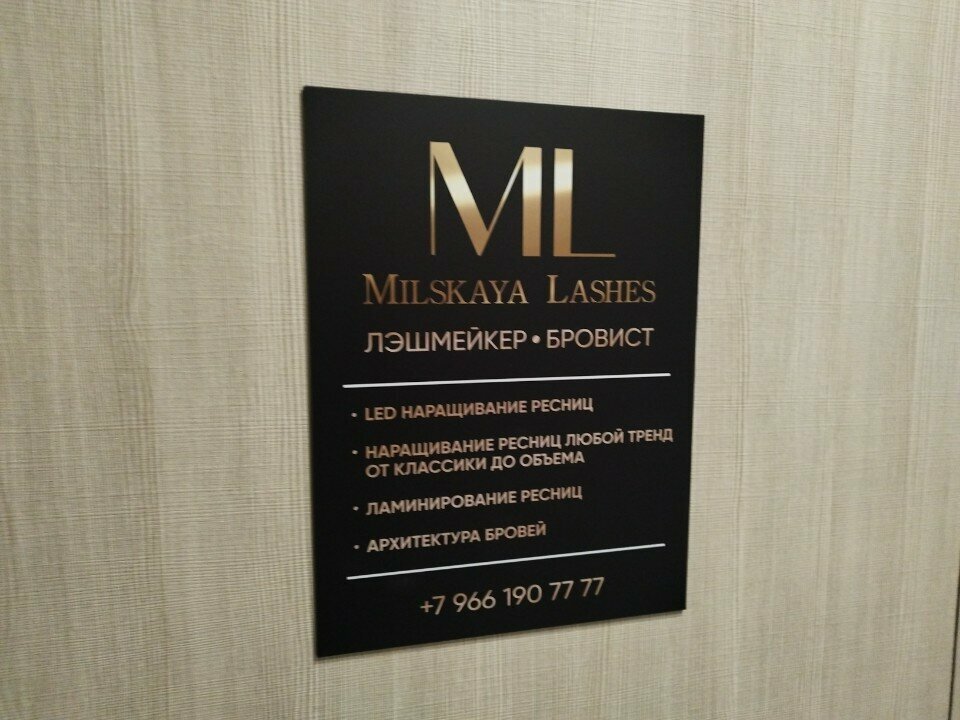 ML
MILSKAYA LASHES
ЛЭШМЕЙКЕР • БРОВИСТ
• LED НАРАЩИВАНИЕ РЕСНИЦ
• НАРАЩИВАНИЕ РЕСНИЦ ЛЮБОЙ ТРЕНД
ОТ КЛАССИКИ ДО ОБЪЕМА
• ЛАМИНИРОВАНИЕ РЕСНИЦ
• АРХИТЕКТУРА БРОВЕЙ
+7 966 190 77 77